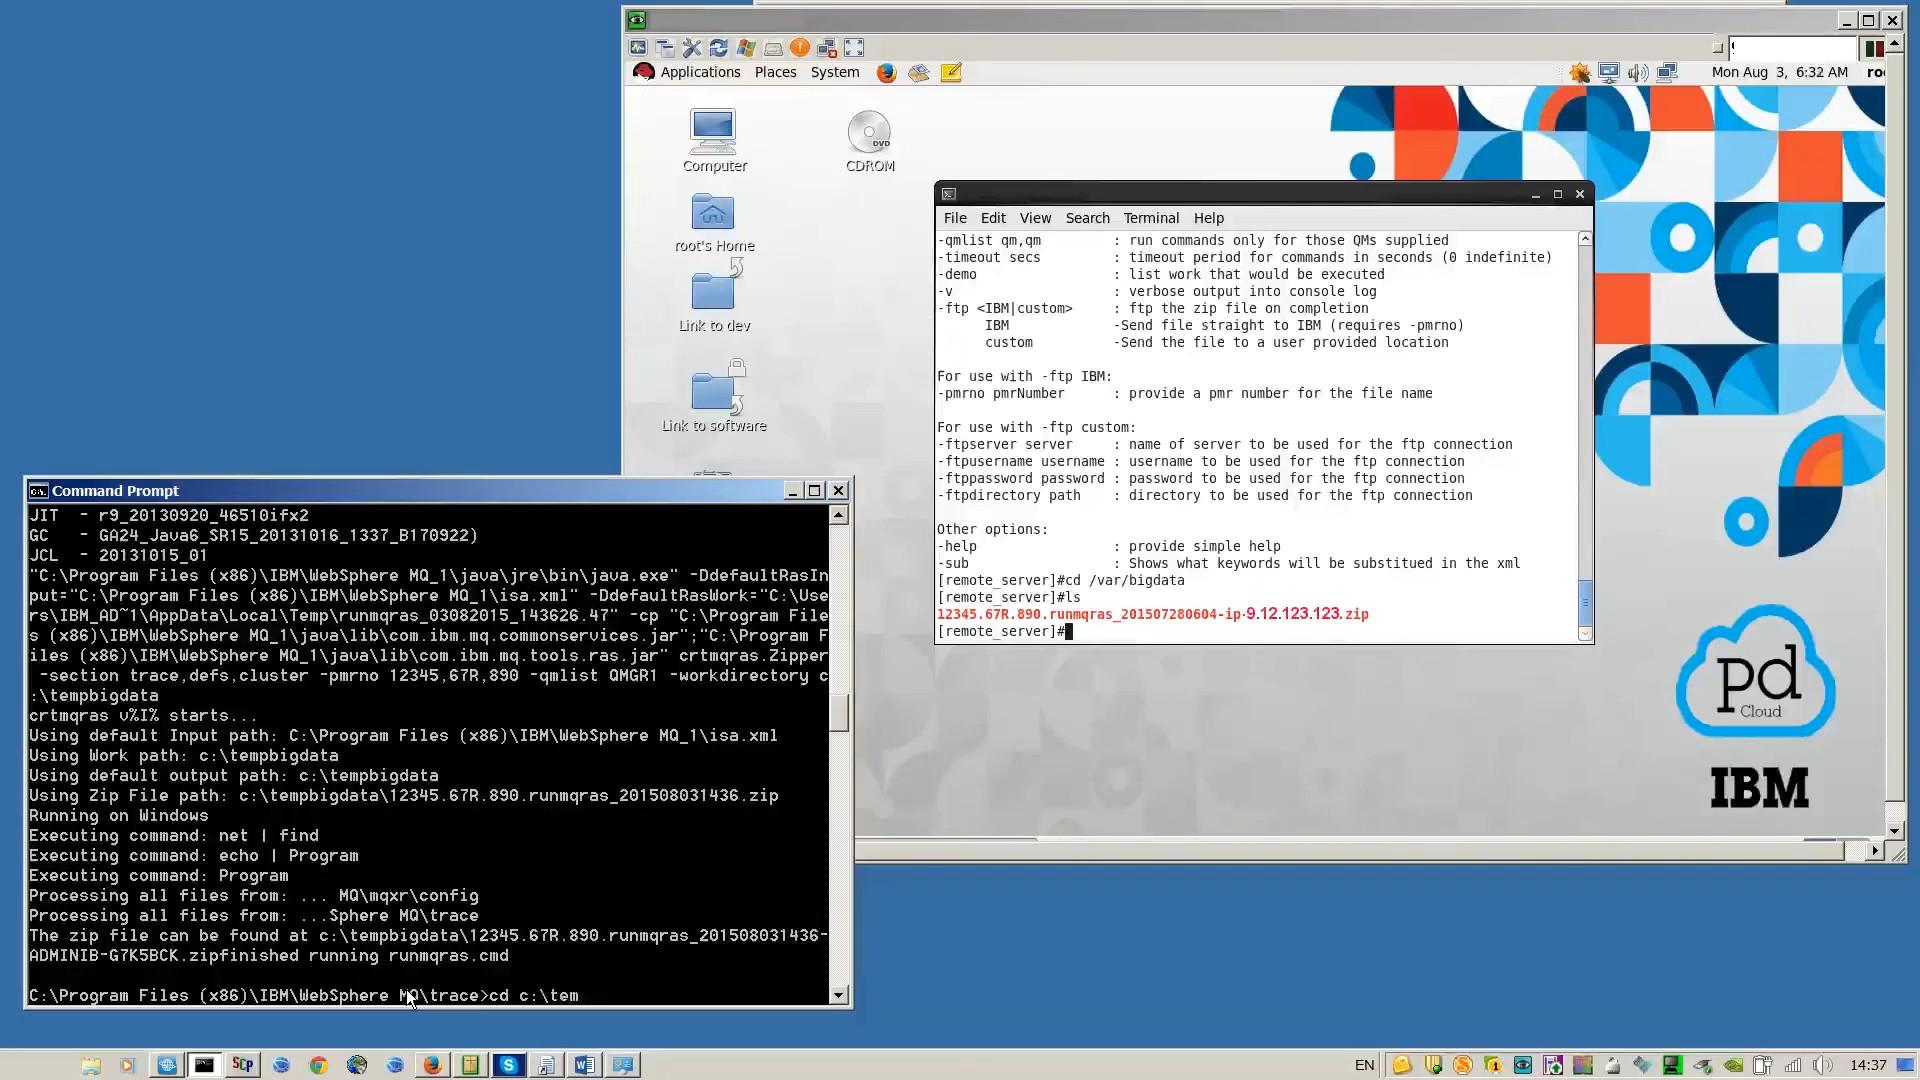 Applications Places System
Mon Aug 3, 6:32 AM roo
Computer
CDROM
DVD
root's Home
Link to dev
Link to software
File Edit View Search Terminal Help
-qmlist qm,qm : run commands only for those QMs supplied
-timeout secs : timeout period for commands in seconds (0 indefinite)
-demo : list work that would be executed
-v : verbose output into console log
-ftp <IBM|custom> : ftp the zip file on completion
IBM -Send file straight to IBM (requires -pmrno)
custom -Send the file to a user provided location
For use with -ftp IBM:
-pmrno pmrNumber : provide a pmr number for the file name
For use with -ftp custom:
-ftpserver server : name of server to be used for the ftp connection
-ftpusername username : username to be used for the ftp connection
-ftppassword password : password to be used for the ftp connection
-ftpdirectory path : directory to be used for the ftp connection
Other options:
-help : provide simple help
-sub : Shows what keywords will be substitued in the xml
[remote_server]#cd /var/bigdata
[remote_server]#ls
12345.67R.890.runmqras_201507280604-ip-9.12.123.123.zip
[remote_server]#
pd
Cloud
IBM
Command Prompt
JIT - r9_20130920_46510ifx2
GC - GA24_Java6_SR15_20131016_1337_B170922)
JCL - 20131015_01
"C:\Program Files (x86)\IBM\WebSphere MQ_1\java\jre\bin\java.exe" -DdefaultRasIn
put="C:\Program Files (x86)\IBM\WebSphere MQ_1\isa.xml" -DdefaultRasWork="C:\Use
rs\IBM_AD~1\AppData\Local\Temp\runmqras_03082015_143626.47" -cp "C:\Program File
s (x86)\IBM\WebSphere MQ_1\java\lib\com.ibm.mq.commonservices.jar";"C:\Program F
iles (x86)\IBM\WebSphere MQ_1\java\lib\com.ibm.mq.tools.ras.jar" crtmqras.Zipper
-section trace,defs,cluster -pmrno 12345,67R,890 -qmlist QMGR1 -workdirectory c
:\tempbigdata
crtmqras v%I% starts...
Using default Input path: C:\Program Files (x86)\IBM\WebSphere MQ_1\isa.xml
Using Work path: c:\tempbigdata
Using default output path: c:\tempbigdata
Using Zip File path: c:\tempbigdata\12345.67R.890.runmqras_201508031436.zip
Running on Windows
Executing command: net | find
Executing command: echo | Program
Executing command: Program
Processing all files from: ... MQ\mqxr\config
Processing all files from: ...Sphere MQ\trace
The zip file can be found at c:\tempbigdata\12345.67R.890.runmqras_201508031436-
ADMINIB-G7K5BCK.zipfinished running runmqras.cmd
C:\Program Files (x86)\IBM\WebSphere MQ\trace>cd c:\tem
EN
14:37